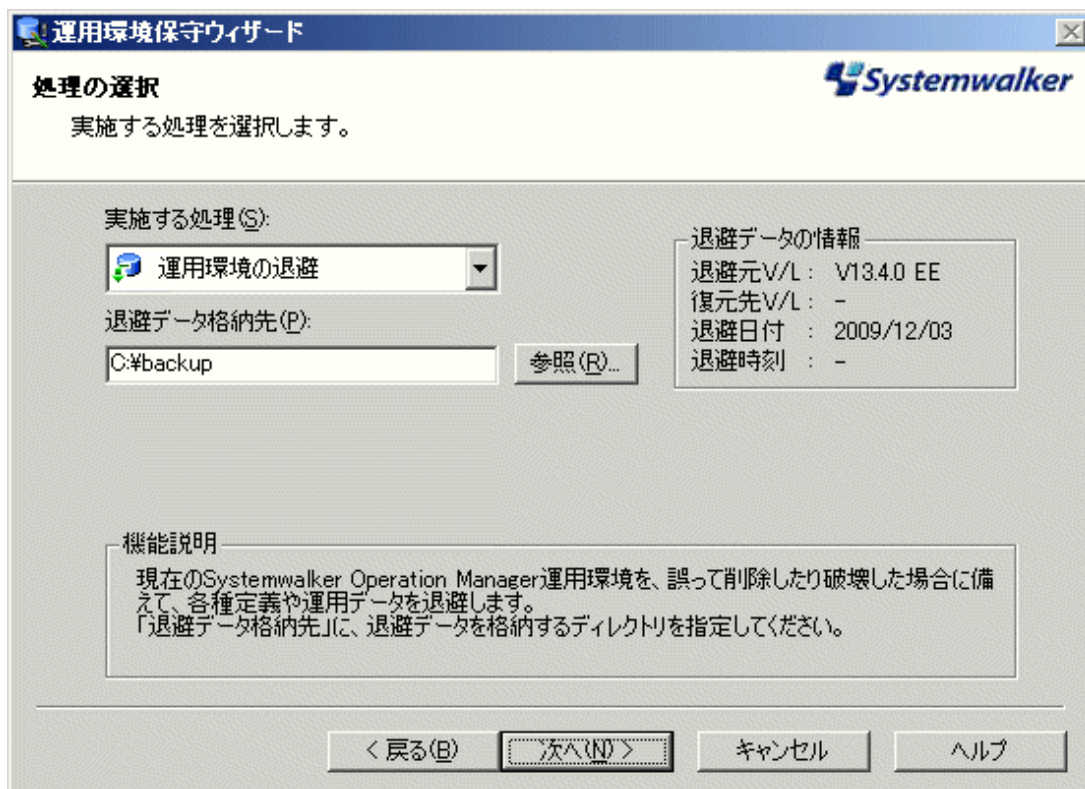 運用環境保守ウィザード
処理の選択
Systemwalker
実施する処理を選択します。
実施する処理(S):
運用環境の退避
退避データ格納先(P):
C:¥backup
参照(R)...
退避データの情報
退避元V/L : V13.4.0 EE
復元先V/L : -
退避日付 : 2009/12/03
退避時刻 : -
機能説明
現在のSystemwalker Operation Manager運用環境を、誤って削除したり破壊した場合に備
えて、各種定義や運用データを退避します。
「退避データ格納先」に、退避データを格納するディレクトリを指定してください。
< 戻る(B)
次へ(N) >
キャンセル
ヘルプ